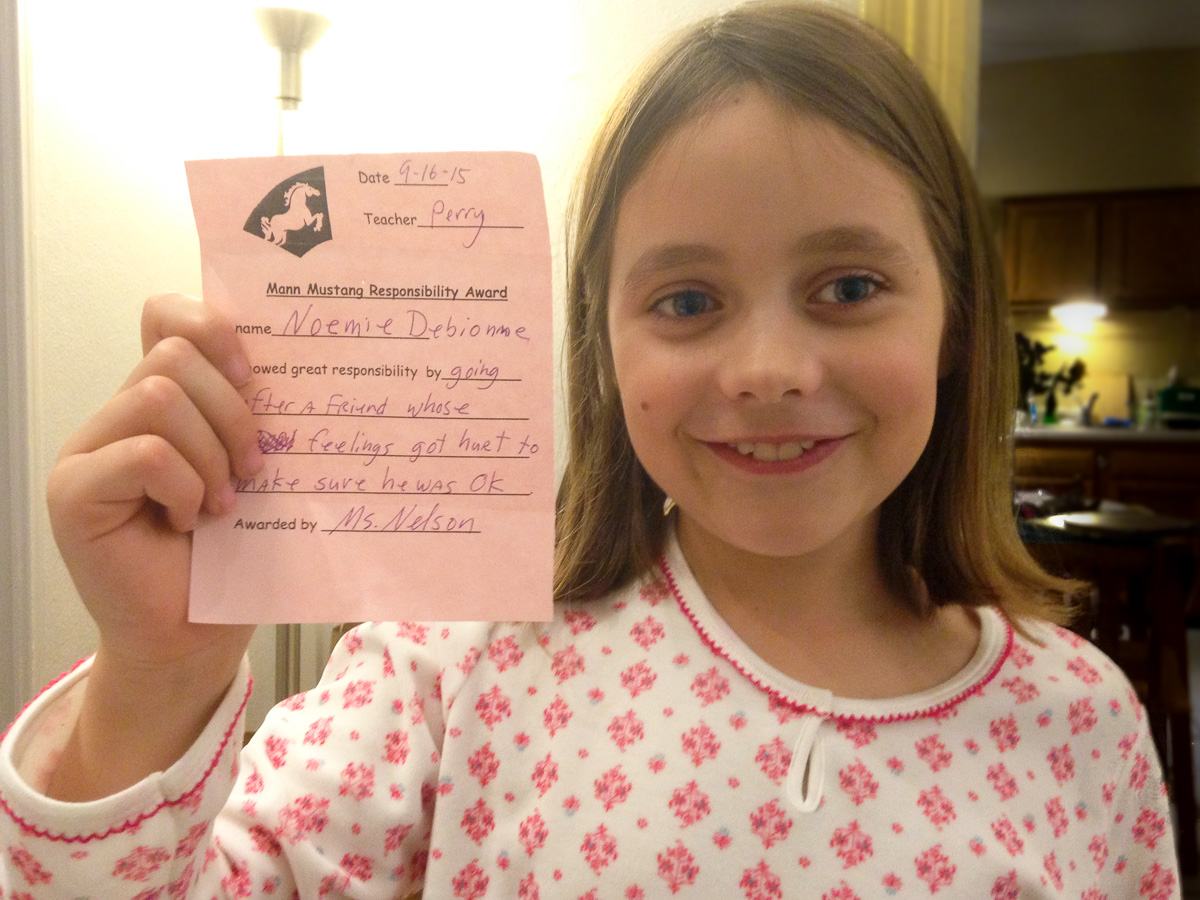 Date 9-16-15
Teacher Perry
Mann Mustang Responsibility Award
name Noemie Debionne
owed great responsibility by going
fter A friend whose
feelings got hurt to
make sure he was OK
Awarded by Ms. Nelson